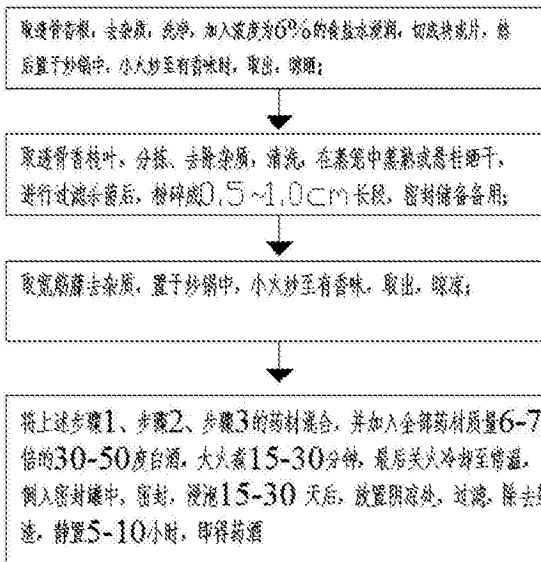 取透骨香根，去杂质，洗净，加入浓度为6%的食盐水浸润，切成块或片，然
后置于炒锅中，小火炒至有香味时，取出，晾晒；
取透骨香枝叶，分拣、去除杂质，清洗，在蒸笼中蒸熟或悬挂晒干，
进行过滤杀菌后，粉碎成0.5~1.0cm长段，密封储备备用；
取宽筋藤去杂质，置于炒锅中，小火炒至有香味，取出，晾凉；
将上述步骤1、步骤2、步骤3的药材混合，并加入全部药材质量6-7
倍的30-50度白酒，大火煮15-30分钟，最后关火冷却至常温，
倒入密封罐中，密封，浸泡15-30 天后，放置阴凉处，过滤，除去
渣，静置5-10小时，即得药酒